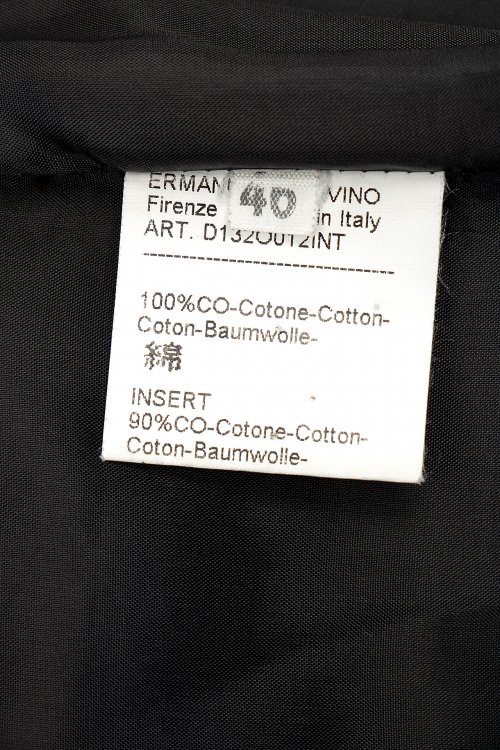 ERMAN VINO
40
Firenze in Italy
ART. D132O012INT
100%CO-Cotone-Cotton-
Coton-Baumwolle-
綿
INSERT
90%CO-Cotone-Cotton-
Coton-Baumwolle-